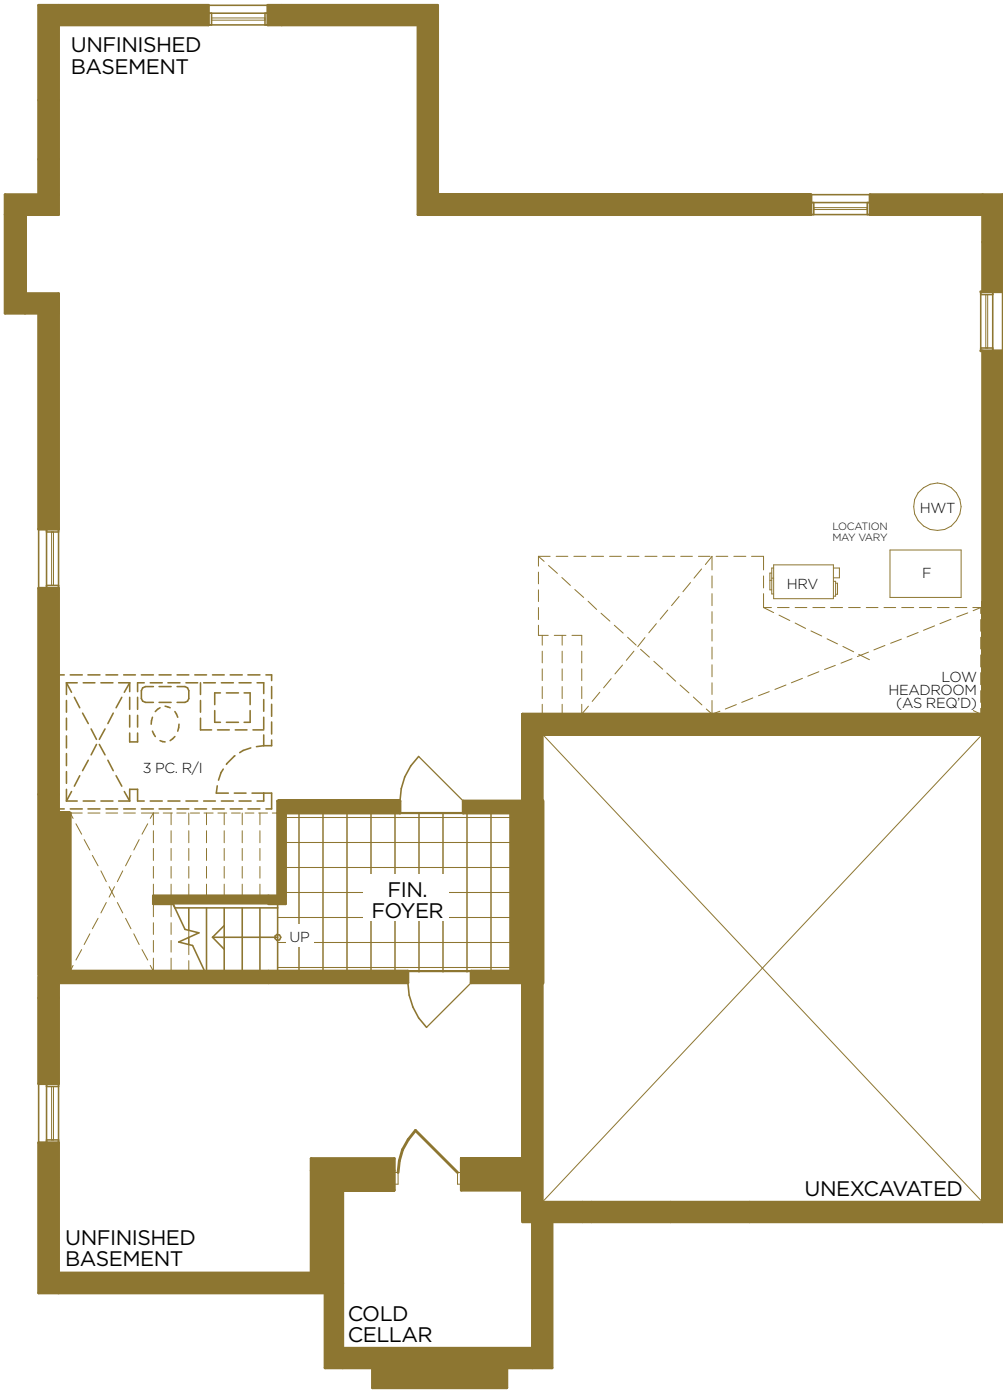 UNFINISHED
BASEMENT
HWT
LOCATION
MAY VARY
F
HRV
LOW
HEADROOM
(AS REQ'D)
3 PC. R/I
FIN.
FOYER
UP
UNEXCAVATED
UNFINISHED
BASEMENT
COLD
CELLAR